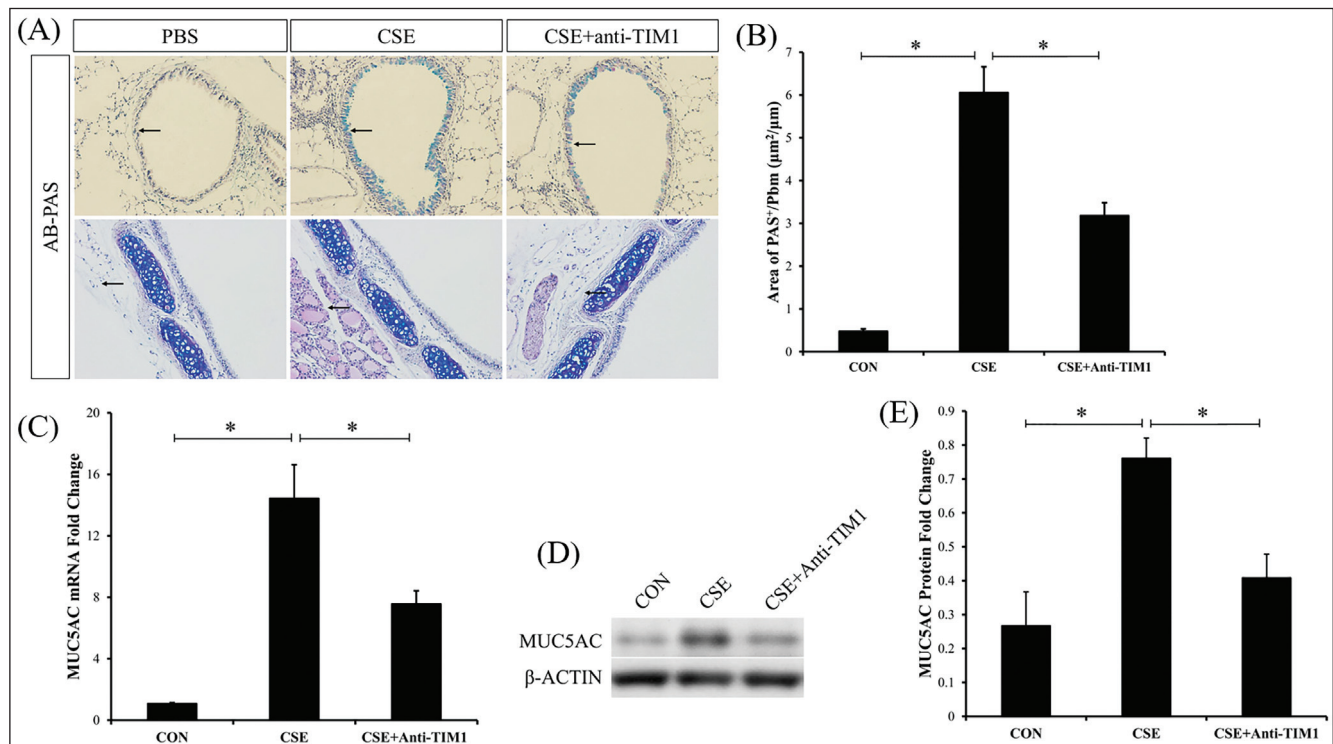 (A)
PBS
CSE
CSE+anti-TIM1
AB-PAS
(B)
Area of PAS⁺/Pbm (μm²/μm)
7
6
5
4
3
2
1
0
*
*
CON
CSE
CSE+Anti-TIM1
(C)
MUC5AC mRNA Fold Change
20
16
12
8
4
0
*
*
CON
CSE
CSE+Anti-TIM1
(D)
CON
CSE
CSE+Anti-TIM1
MUC5AC
β-ACTIN
(E)
MUC5AC Protein Fold Change
0.9
0.8
0.7
0.6
0.5
0.4
0.3
0.2
0.1
0
*
*
CON
CSE
CSE+Anti-TIM1